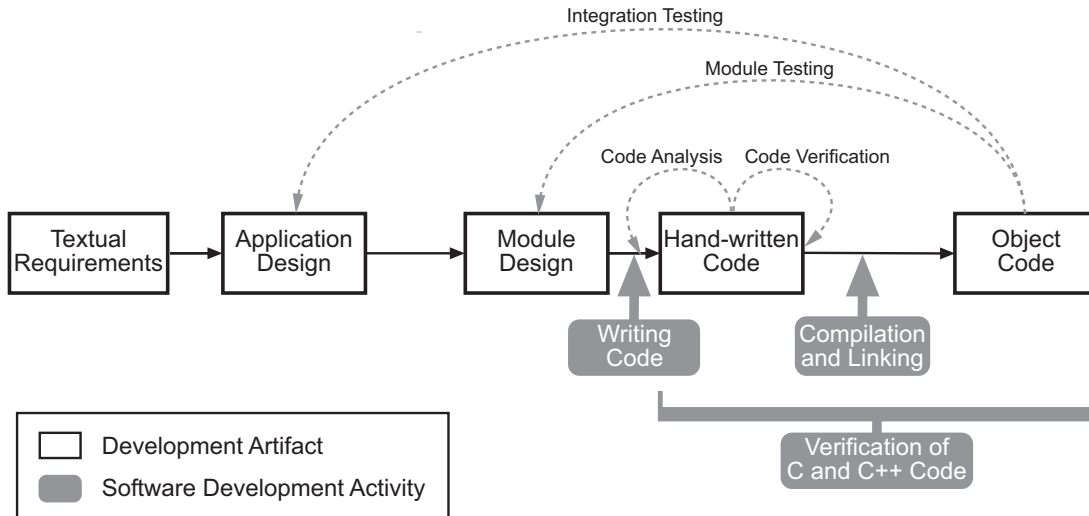 Integration Testing
Module Testing
Code Analysis
Code Verification
Textual
Requirements
Application
Design
Module
Design
Hand-written
Code
Object
Code
Writing
Code
Compilation
and Linking
Verification of
C and C++ Code
Development Artifact
Software Development Activity